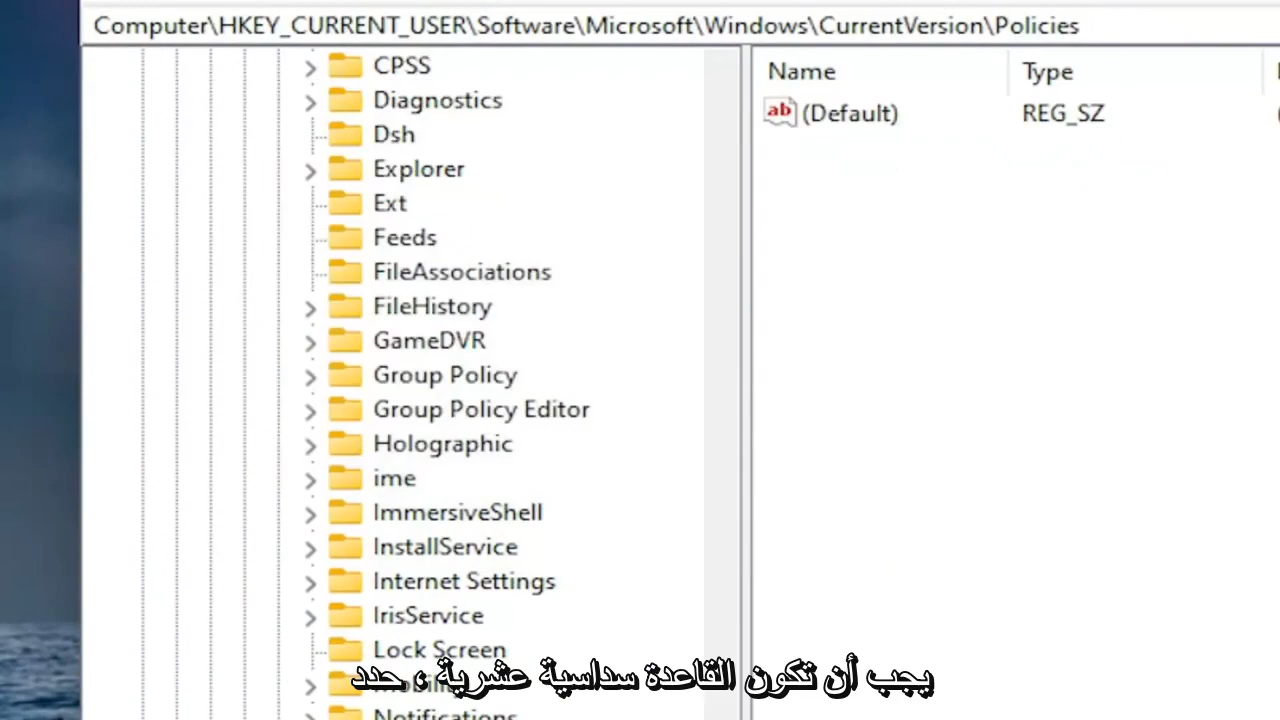 Computer\HKEY_CURRENT_USER\Software\Microsoft\Windows\CurrentVersion\Policies
CPSS
Diagnostics
Dsh
Explorer
Ext
Feeds
FileAssociations
FileHistory
GameDVR
Group Policy
Group Policy Editor
Holographic
ime
ImmersiveShell
InstallService
Internet Settings
IrisService
Lock Screen
Notifications
Name Type
(Default) REG_SZ
يجب أن تكون القاعدة سداسية عشرية ، حدد